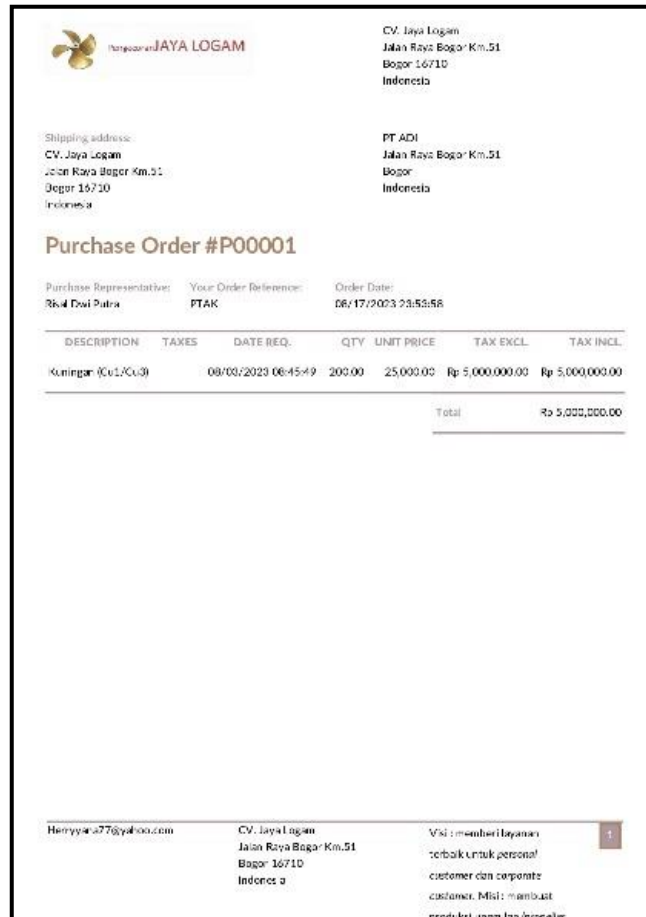 Pengecoran JAYA LOGAM
CV. Jaya Logam
Jalan Raya Bogor Km.51
Bogor 16710
Indonesia
Shipping address:
CV. Jaya Logam
Jalan Raya Bogor Km.51
Bogor 16710
Indonesia
PT ADI
Jalan Raya Bogor Km.51
Bogor
Indonesia
Purchase Order #P00001
Purchase Representative: Your Order Reference: Order Date:
Risal Dwi Putra PTAK 08/17/2023 23:53:58
DESCRIPTION TAXES DATE REQ. QTY UNIT PRICE TAX EXCL. TAX INCL.
Kuningan (Cu1/Cu3) 08/03/2023 08:45:49 200.00 25,000.00 Rp 5,000,000.00 Rp 5,000,000.00
Total Rp 5,000,000.00
Herryyana77@yahoo.com
CV. Jaya Logam
Jalan Raya Bogor Km.51
Bogor 16710
Indonesia
Visi : memberi layanan
terbaik untuk personal
customer dan corporate
customer. Misi : membuat
1